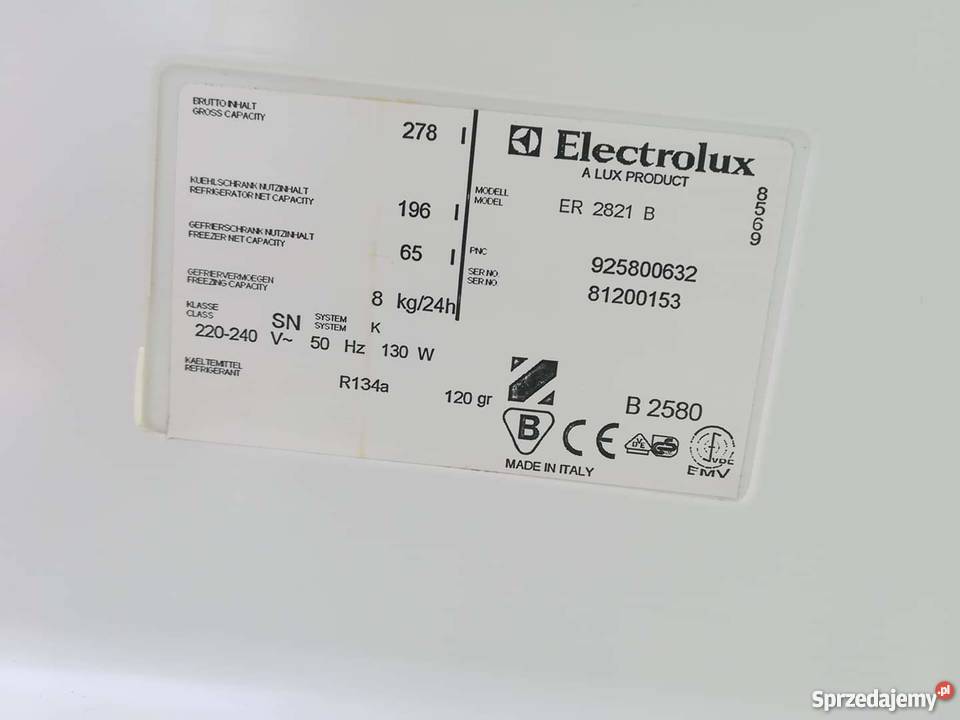 BRUTTO INHALT
GROSS CAPACITY
278 l
KUEHLSCHRANK NUTZINHALT
REFRIGERATOR NET CAPACITY
196 l
GEFRIERSCHRANK NUTZINHALT
FREEZER NET CAPACITY
65 l
GEFRIERVERMOEGEN
FREEZING CAPACITY
8 kg/24h
KLASSE
CLASS
SN
SYSTEM
SYSTEM
K
220-240 V~ 50 Hz 130 W
KAELTEMITTEL
REFRIGERANT
R134a 120 gr
Electrolux
A LUX PRODUCT
MODELL
MODEL
ER 2821 B
8569
PNC
925800632
SER NO.
SER.NO.
81200153
B 2580
B
CE
VDE
GS
VDE
EMV
MADE IN ITALY
Sprzedajemy.pl